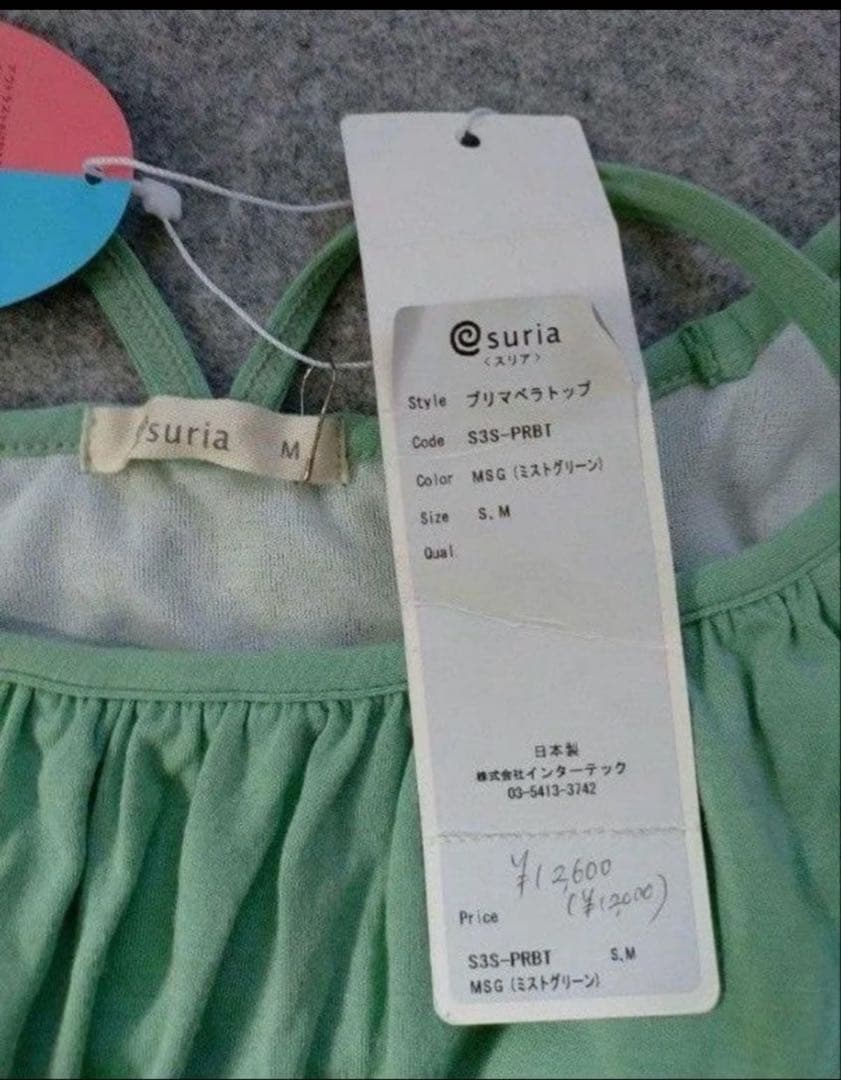 suria
M
suria
〈スリア〉
Style プリマベラトップ
Code S3S-PRBT
Color MSG(ミストグリーン)
Size S、M
Qual
日本製
株式会社インターテック
03-5413-3742
¥12,600
(¥12,000)
Price
S3S-PRBT S、M
MSG(ミストグリーン)